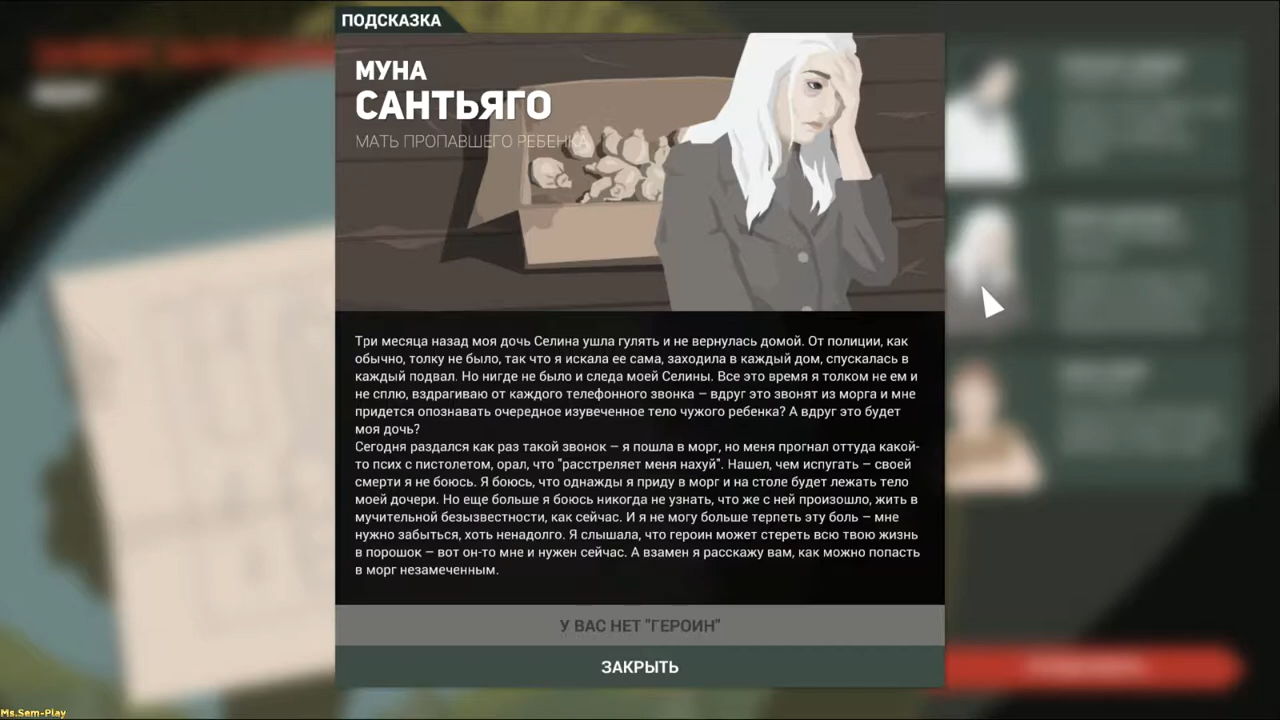 ПОДСКАЗКА
МУНА
САНТЬЯГО
МАТЬ ПРОПАВШЕГО РЕБЕНКА
Три месяца назад моя дочь Селина ушла гулять и не вернулась домой. От полиции, как
обычно, толку не было, так что я искала ее сама, заходила в каждый дом, спускалась в
каждый подвал. Но нигде не было и следа моей Селины. Все это время я толком не ем и
не сплю, вздрагиваю от каждого телефонного звонка – вдруг это звонят из морга и мне
придется опознавать очередное изувеченное тело чужого ребенка? А вдруг это будет
моя дочь?
Сегодня раздался как раз такой звонок – я пошла в морг, но меня прогнал оттуда какой-
то псих с пистолетом, орал, что "расстреляет меня нахуй". Нашел, чем испугать – своей
смерти я не боюсь. Я боюсь, что однажды я приду в морг и на столе будет лежать тело
моей дочери. Но еще больше я боюсь никогда не узнать, что же с ней произошло, жить в
мучительной безызвестности, как сейчас. И я не могу больше терпеть эту боль – мне
нужно забыться, хоть ненадолго. Я слышала, что героин может стереть всю твою жизнь
в порошок – вот он-то мне и нужен сейчас. А взамен я расскажу вам, как можно попасть
в морг незамеченным.
У ВАС НЕТ "ГЕРОИН"
ЗАКРЫТЬ
Ms.Sem-Play